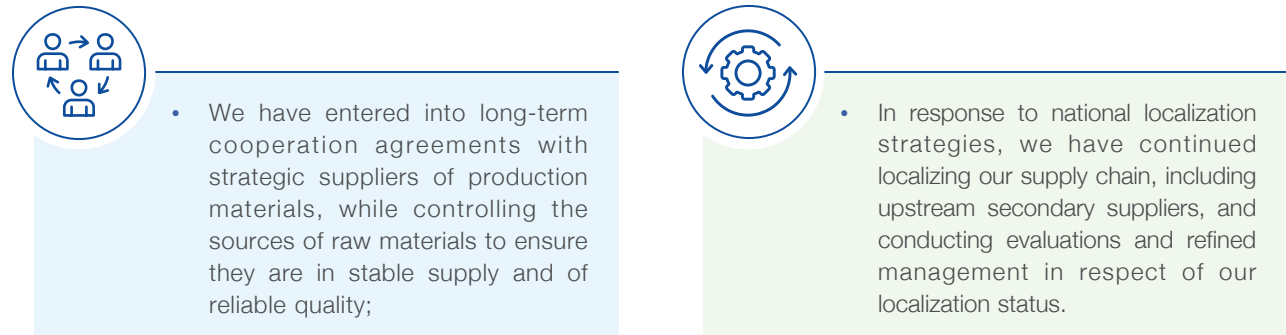 • We have entered into long-term
cooperation agreements with
strategic suppliers of production
materials, while controlling the
sources of raw materials to ensure
they are in stable supply and of
reliable quality;
• In response to national localization
strategies, we have continued
localizing our supply chain, including
upstream secondary suppliers, and
conducting evaluations and refined
management in respect of our
localization status.